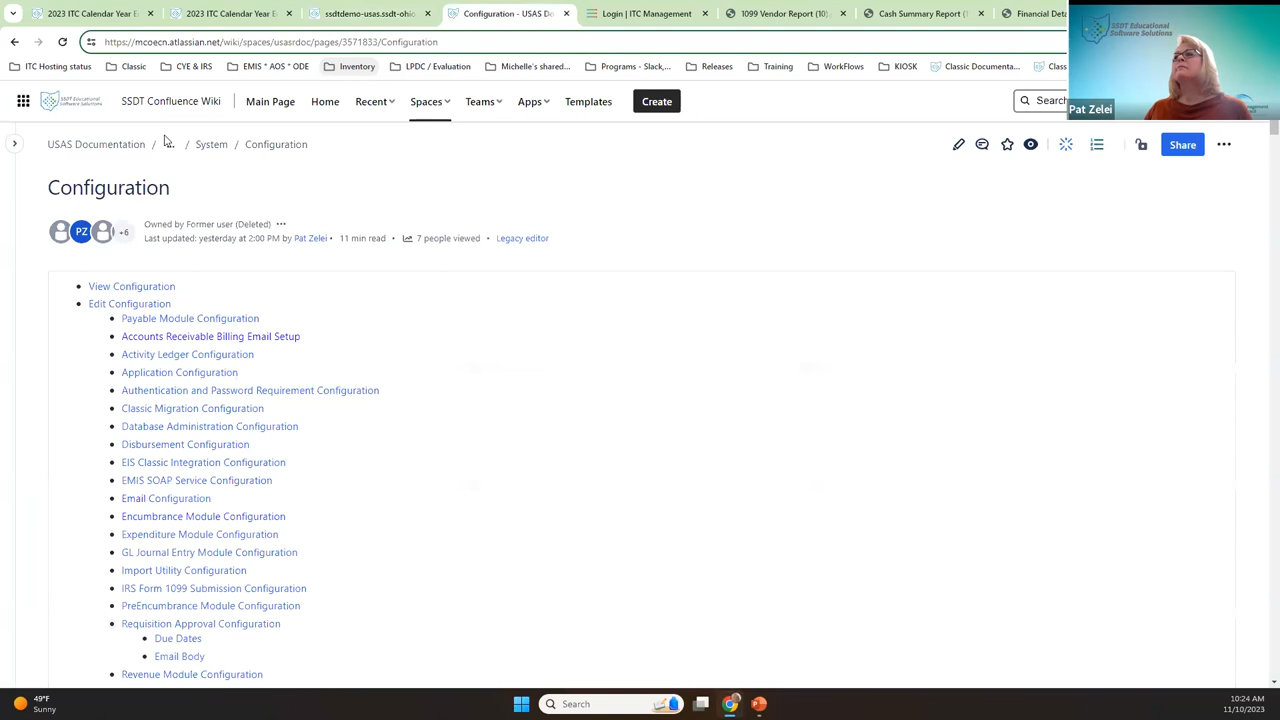 2023 ITC Calendar Year E
2023 ITC Calendar Year E
ssdtdemo-usas.ssdt-ohio
Configuration - USAS Do
Login | ITC Management
1099 Vendor Report (10)
Cash Summary Report (
Financial Deta
https://mcoecn.atlassian.net/wiki/spaces/usasrdoc/pages/3571833/Configuration
ITC Hosting status
Classic
CYE & IRS
EMIS * AOS * ODE
Inventory
LPDC / Evaluation
Michelle's shared...
Programs - Slack,...
Releases
Training
WorkFlows
KIOSK
Classic Documenta...
Class
SSDT Educational
Software Solutions
Pat Zelei
SSDT Confluence Wiki
Main Page
Home
Recent
Spaces
Teams
Apps
Templates
Create
Search
USAS Documentation / ... / System / Configuration
Share
Configuration
PZ
+6
Owned by Former user (Deleted) •••
Last updated: yesterday at 2:00 PM by Pat Zelei • 11 min read • 7 people viewed • Legacy editor
View Configuration
Edit Configuration
Payable Module Configuration
Accounts Receivable Billing Email Setup
Activity Ledger Configuration
Application Configuration
Authentication and Password Requirement Configuration
Classic Migration Configuration
Database Administration Configuration
Disbursement Configuration
EIS Classic Integration Configuration
EMIS SOAP Service Configuration
Email Configuration
Encumbrance Module Configuration
Expenditure Module Configuration
GL Journal Entry Module Configuration
Import Utility Configuration
IRS Form 1099 Submission Configuration
PreEncumbrance Module Configuration
Requisition Approval Configuration
Due Dates
Email Body
Revenue Module Configuration
49°F
Sunny
Search
10:24 AM
11/10/2023